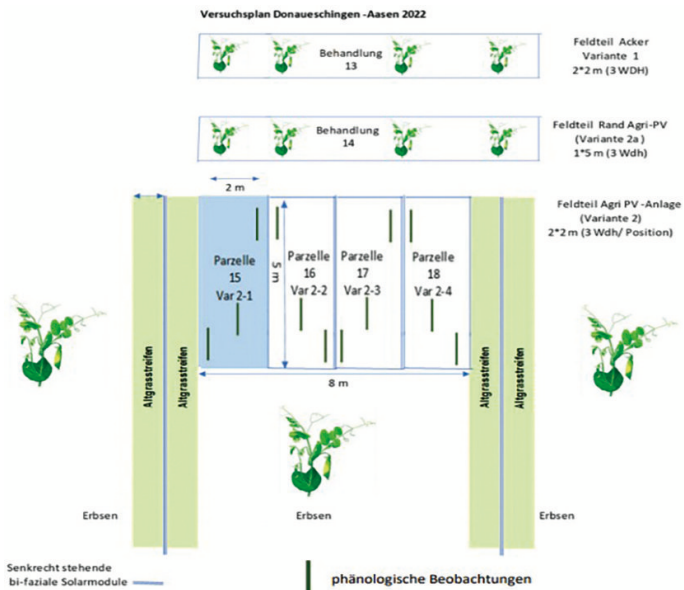 Versuchsplan Donaueschingen -Aasen 2022
Behandlung
13
Feldteil Acker
Variante 1
2*2 m (3 WDH)
Behandlung
14
Feldteil Rand Agri-PV
(Variante 2a)
1*5 m (3 Wdh)
2 m
Feldteil Agri PV -Anlage
(Variante 2)
2*2m (3 Wdh/ Position)
Parzelle
15
Var 2-1
5 m
Parzelle
16
Var 2-2
Parzelle
17
Var 2-3
Parzelle
18
Var 2-4
8 m
Altgrasstreifen
Altgrasstreifen
Altgrasstreifen
Altgrasstreifen
Erbsen
Erbsen
Erbsen
Senkrecht stehende
bi-faziale Solarmodule
phänologische Beobachtungen